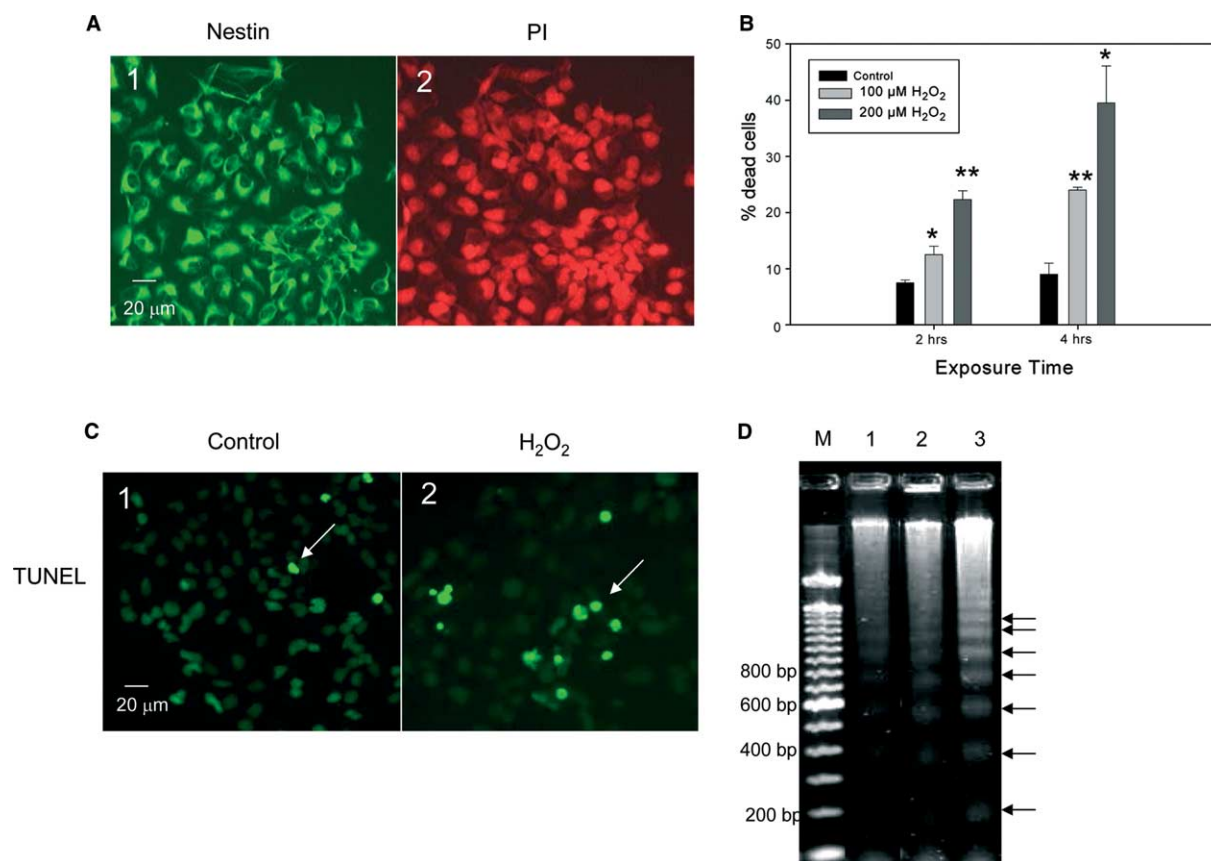 A
Nestin
PI
1
2
20 μm
B
50
40
30
20
10
0
% dead cells
Control
100 μM H₂O₂
200 μM H₂O₂
*
**
**
*
2 hrs
4 hrs
Exposure Time
C
Control
H₂O₂
TUNEL
1
2
20 μm
D
M 1 2 3
800 bp
600 bp
400 bp
200 bp